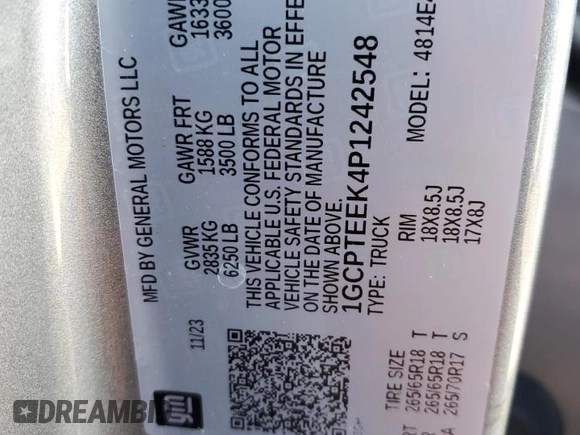 MFD BY GENERAL MOTORS LLC
GVWR GAWR FRT
2835 KG 1588 KG 1633
6250 LB 3500 LB 3600
THIS VEHICLE CONFORMS TO ALL
APPLICABLE U.S. FEDERAL MOTOR
VEHICLE SAFETY STANDARDS IN EFFE
ON THE DATE OF MANUFACTURE
SHOWN ABOVE.
1GCPTEEK4P1242548
TYPE: TRUCK MODEL: 4814E
11/23
gm
TIRE SIZE RIM
265/65R18 T 18X8.5J
265/65R18 T 18X8.5J
265/70R17 S 17X8J
DREAMBI